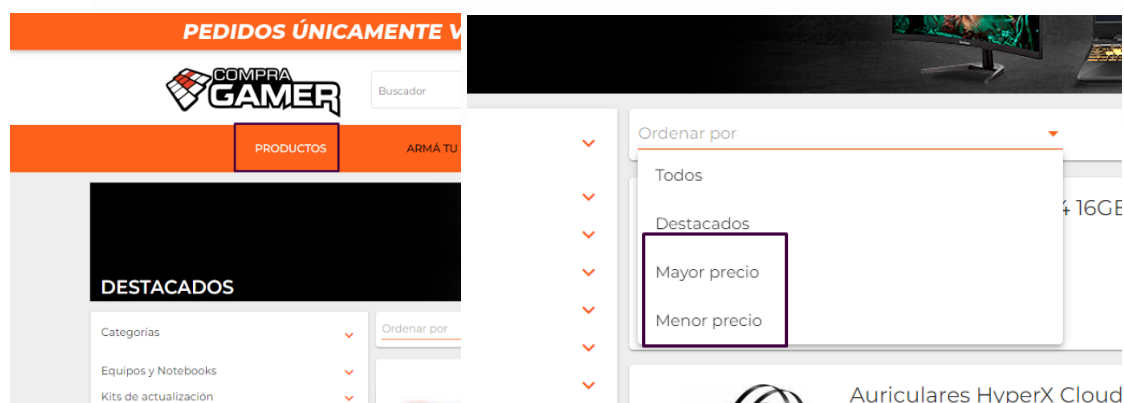 PEDIDOS ÚNICAMENTE V
COMPRA
GAMER
Buscador
PRODUCTOS
ARMÁ TU
DESTACADOS
Categorías
Ordenar por
Equipos y Notebooks
Kits de actualización
Ordenar por
Todos
4 16GB
Destacados
Mayor precio
Menor precio
Auriculares HyperX Cloud